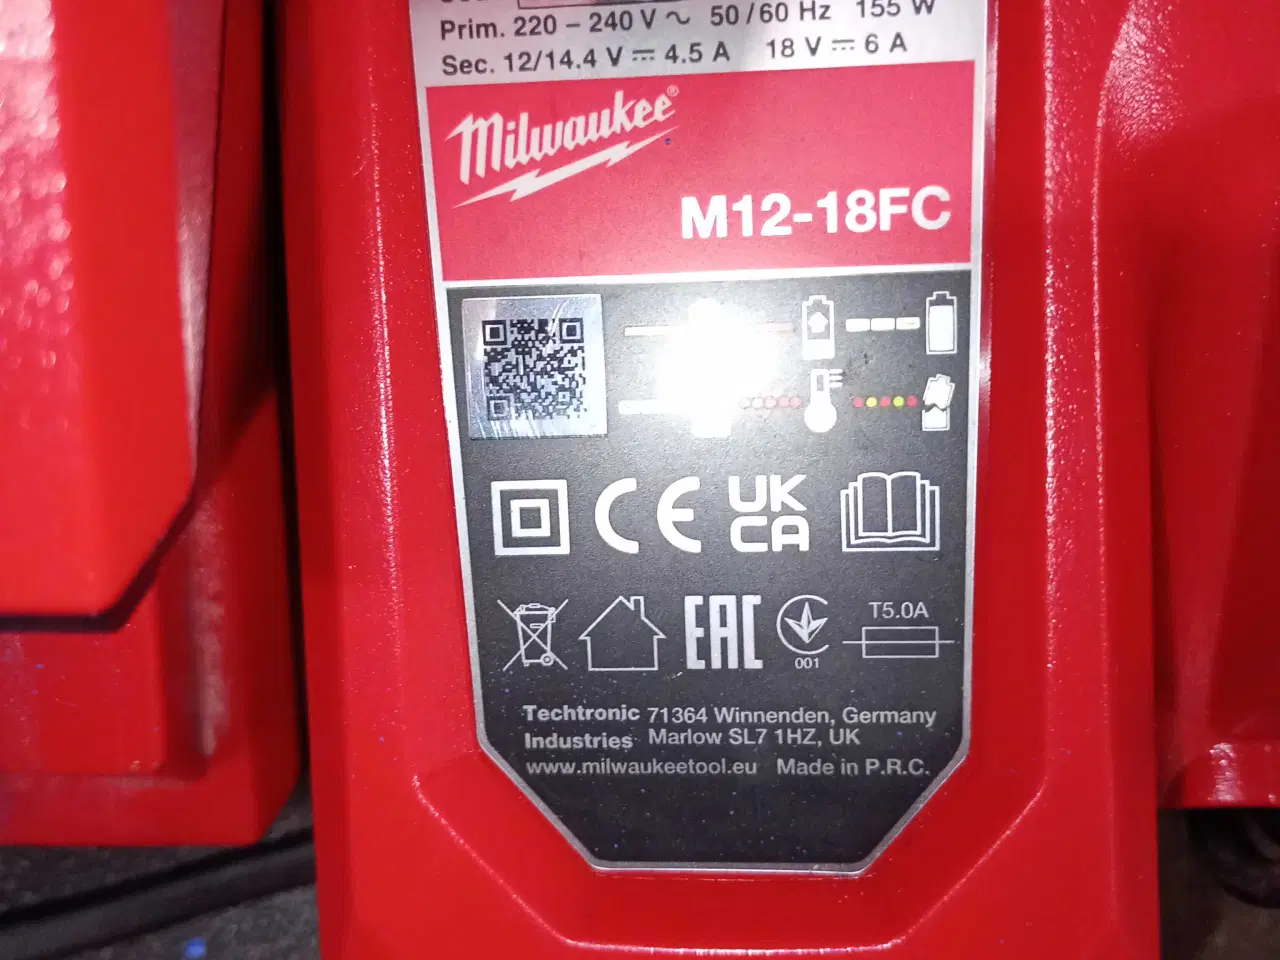 Prim. 220 – 240 V ~ 50/60 Hz 155 W
Sec. 12/14.4 V ⎓ 4.5 A 18 V ⎓ 6 A
Milwaukee®
M12-18FC
CE UK CA
EAC
001
T5.0A
Techtronic Industries
71364 Winnenden, Germany
Marlow SL7 1HZ, UK
www.milwaukeetool.eu Made in P.R.C.